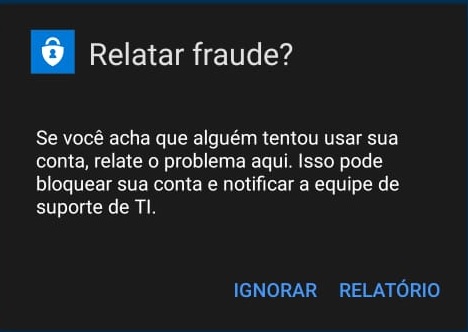 Relatar fraude?
Se você acha que alguém tentou usar sua
conta, relate o problema aqui. Isso pode
bloquear sua conta e notificar a equipe de
suporte de TI.
IGNORAR RELATÓRIO